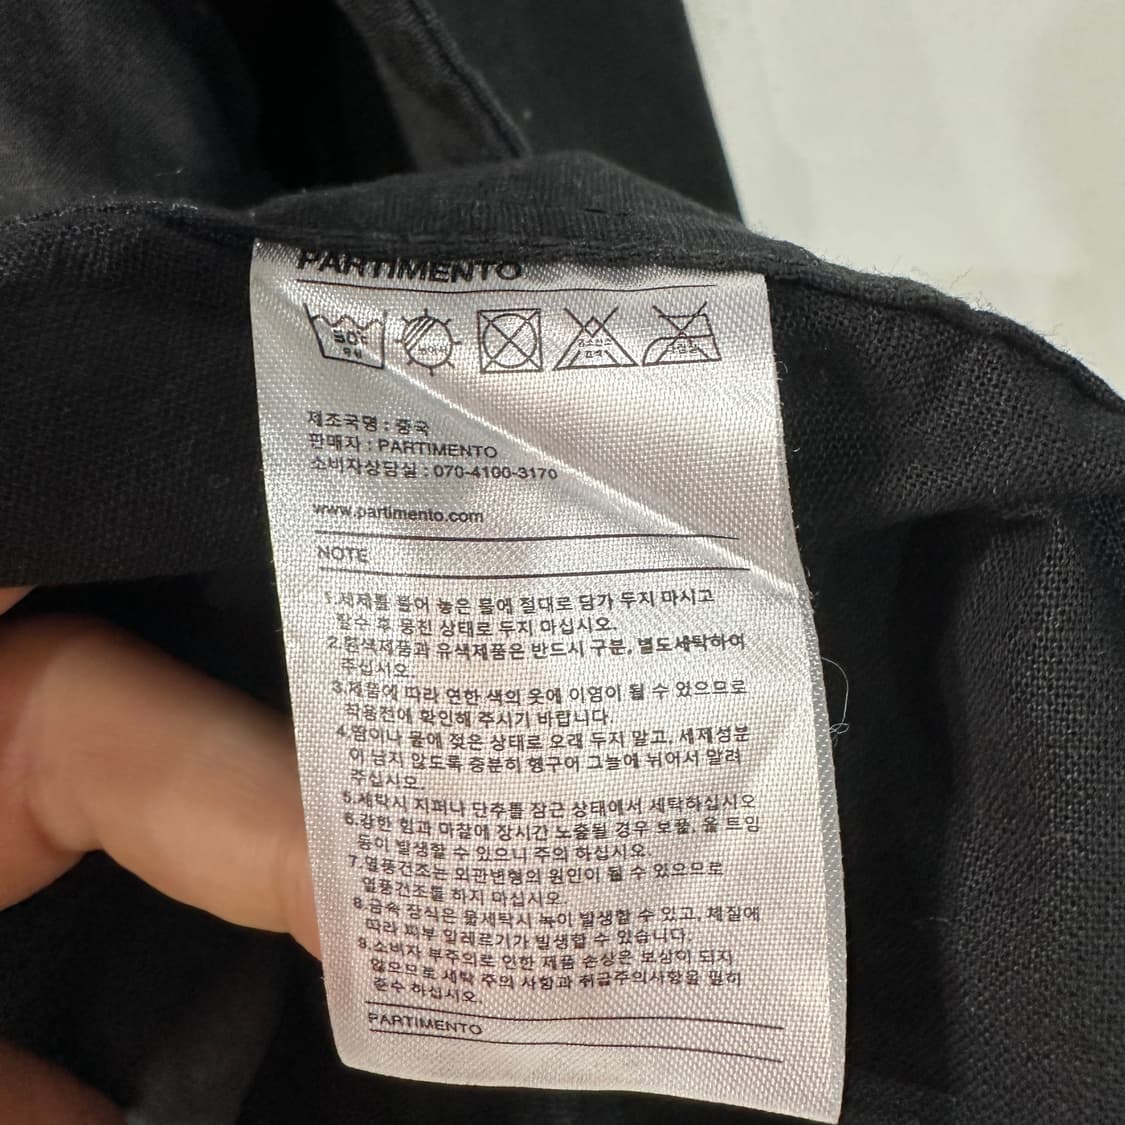 PARTIMENTO
제조국명 : 중국
판매자 : PARTIMENTO
소비자상담실 : 070-4100-3170
www.partimento.com
NOTE
1.세제를 풀어 놓은 물에 절대로 담가 두지 마시고
탈수 후 뭉친 상태로 두지 마십시오.
2.흰색제품과 유색제품은 반드시 구분, 별도세탁하여
주십시오.
3.제품에 따라 연한 색의 옷에 이염이 될 수 있으므로
착용전에 확인해 주시기 바랍니다.
4.땀이나 물에 젖은 상태로 오래 두지 말고, 세제성분
이 남지 않도록 충분히 헹구어 그늘에 뉘어서 말려
주십시오.
5.세탁시 지퍼나 단추를 잠근 상태에서 세탁하십시오
6.강한 힘과 마찰에 장시간 노출될 경우 보풀, 올 트임
등이 발생할 수 있으니 주의 하십시오.
7.열풍건조는 외관변형의 원인이 될 수 있으므로
열풍건조를 하지 마십시오.
8.금속 장식은 물세탁시 녹이 발생할 수 있고, 체질에
따라 피부 알레르기가 발생할 수 있습니다.
9.소비자 부주의로 인한 제품 손상은 보상이 되지
않으므로 세탁 주의 사항과 취급주의사항을 필히
준수 하십시오.
PARTIMENTO